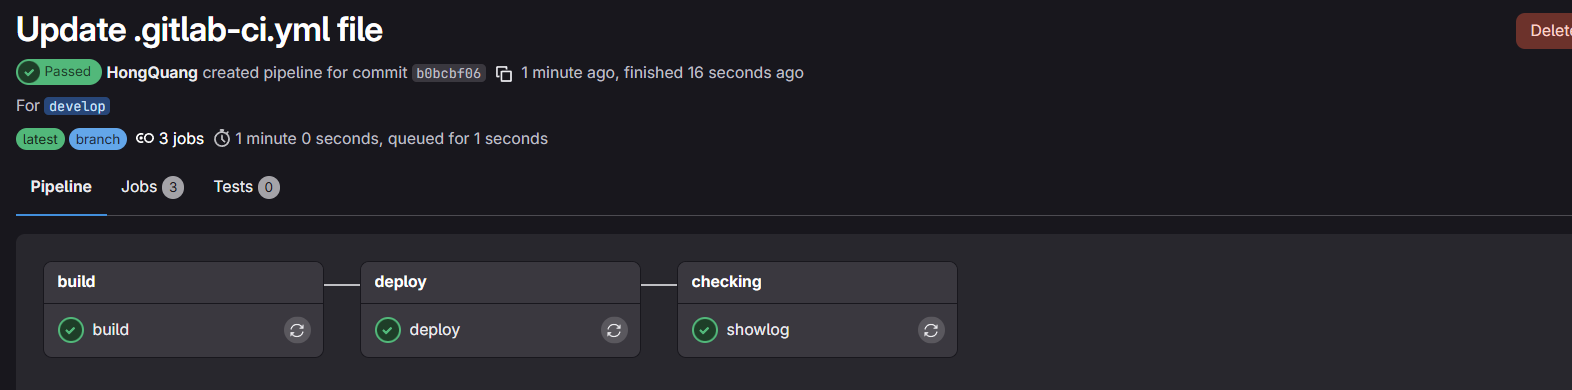 Update .gitlab-ci.yml file
Delete
Passed HongQuang created pipeline for commit b0bcbf06 1 minute ago, finished 16 seconds ago
For develop
latest branch 3 jobs 1 minute 0 seconds, queued for 1 seconds
Pipeline Jobs 3 Tests 0
build deploy checking
build deploy showlog